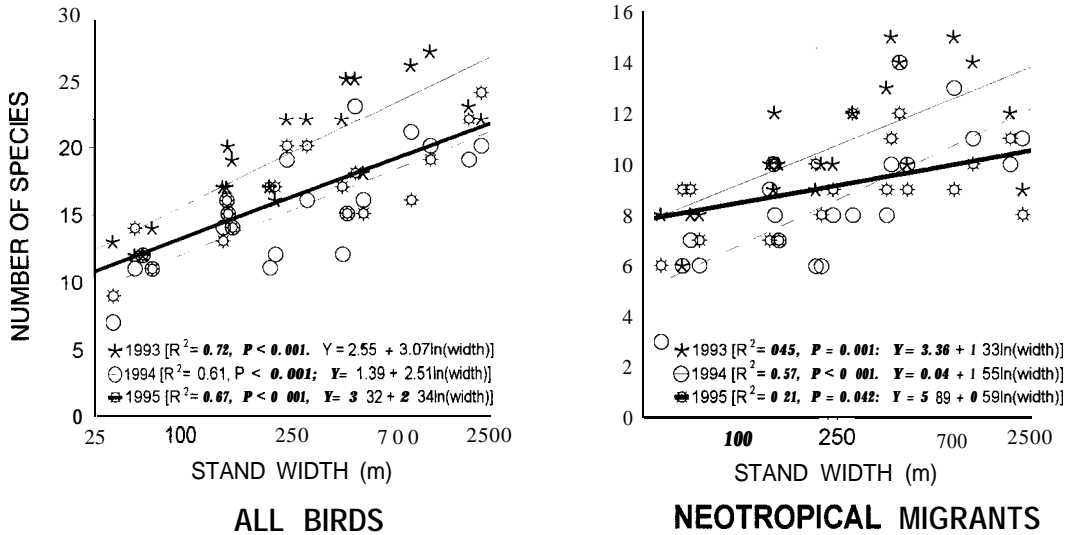 NUMBER OF SPECIES
30
25
20
15
10
5
0
★ 1993 [R²= 0.72, P < 0.001. Y = 2.55 + 3.07ln(width)]
1994 [R²= 0.61, P < 0.001; Y= 1.39 + 2.51ln(width)]
1995 [R²= 0.67, P < 0 001, Y= 3 32 + 2 34ln(width)]
25 100 250 700 2500
STAND WIDTH (m)
ALL BIRDS
16
14
12
10
8
6
4
2
0
★ 1993 [R²= 045, P = 0.001: Y = 3.36 + 1 33ln(width)]
1994 [R²= 0.57, P < 0 001. Y = 0.04 + 1 55ln(width)]
1995 [R²= 0 21, P = 0.042: Y = 5 89 + 0 59ln(width)]
100 250 700 2500
STAND WIDTH (m)
NEOTROPICAL MIGRANTS